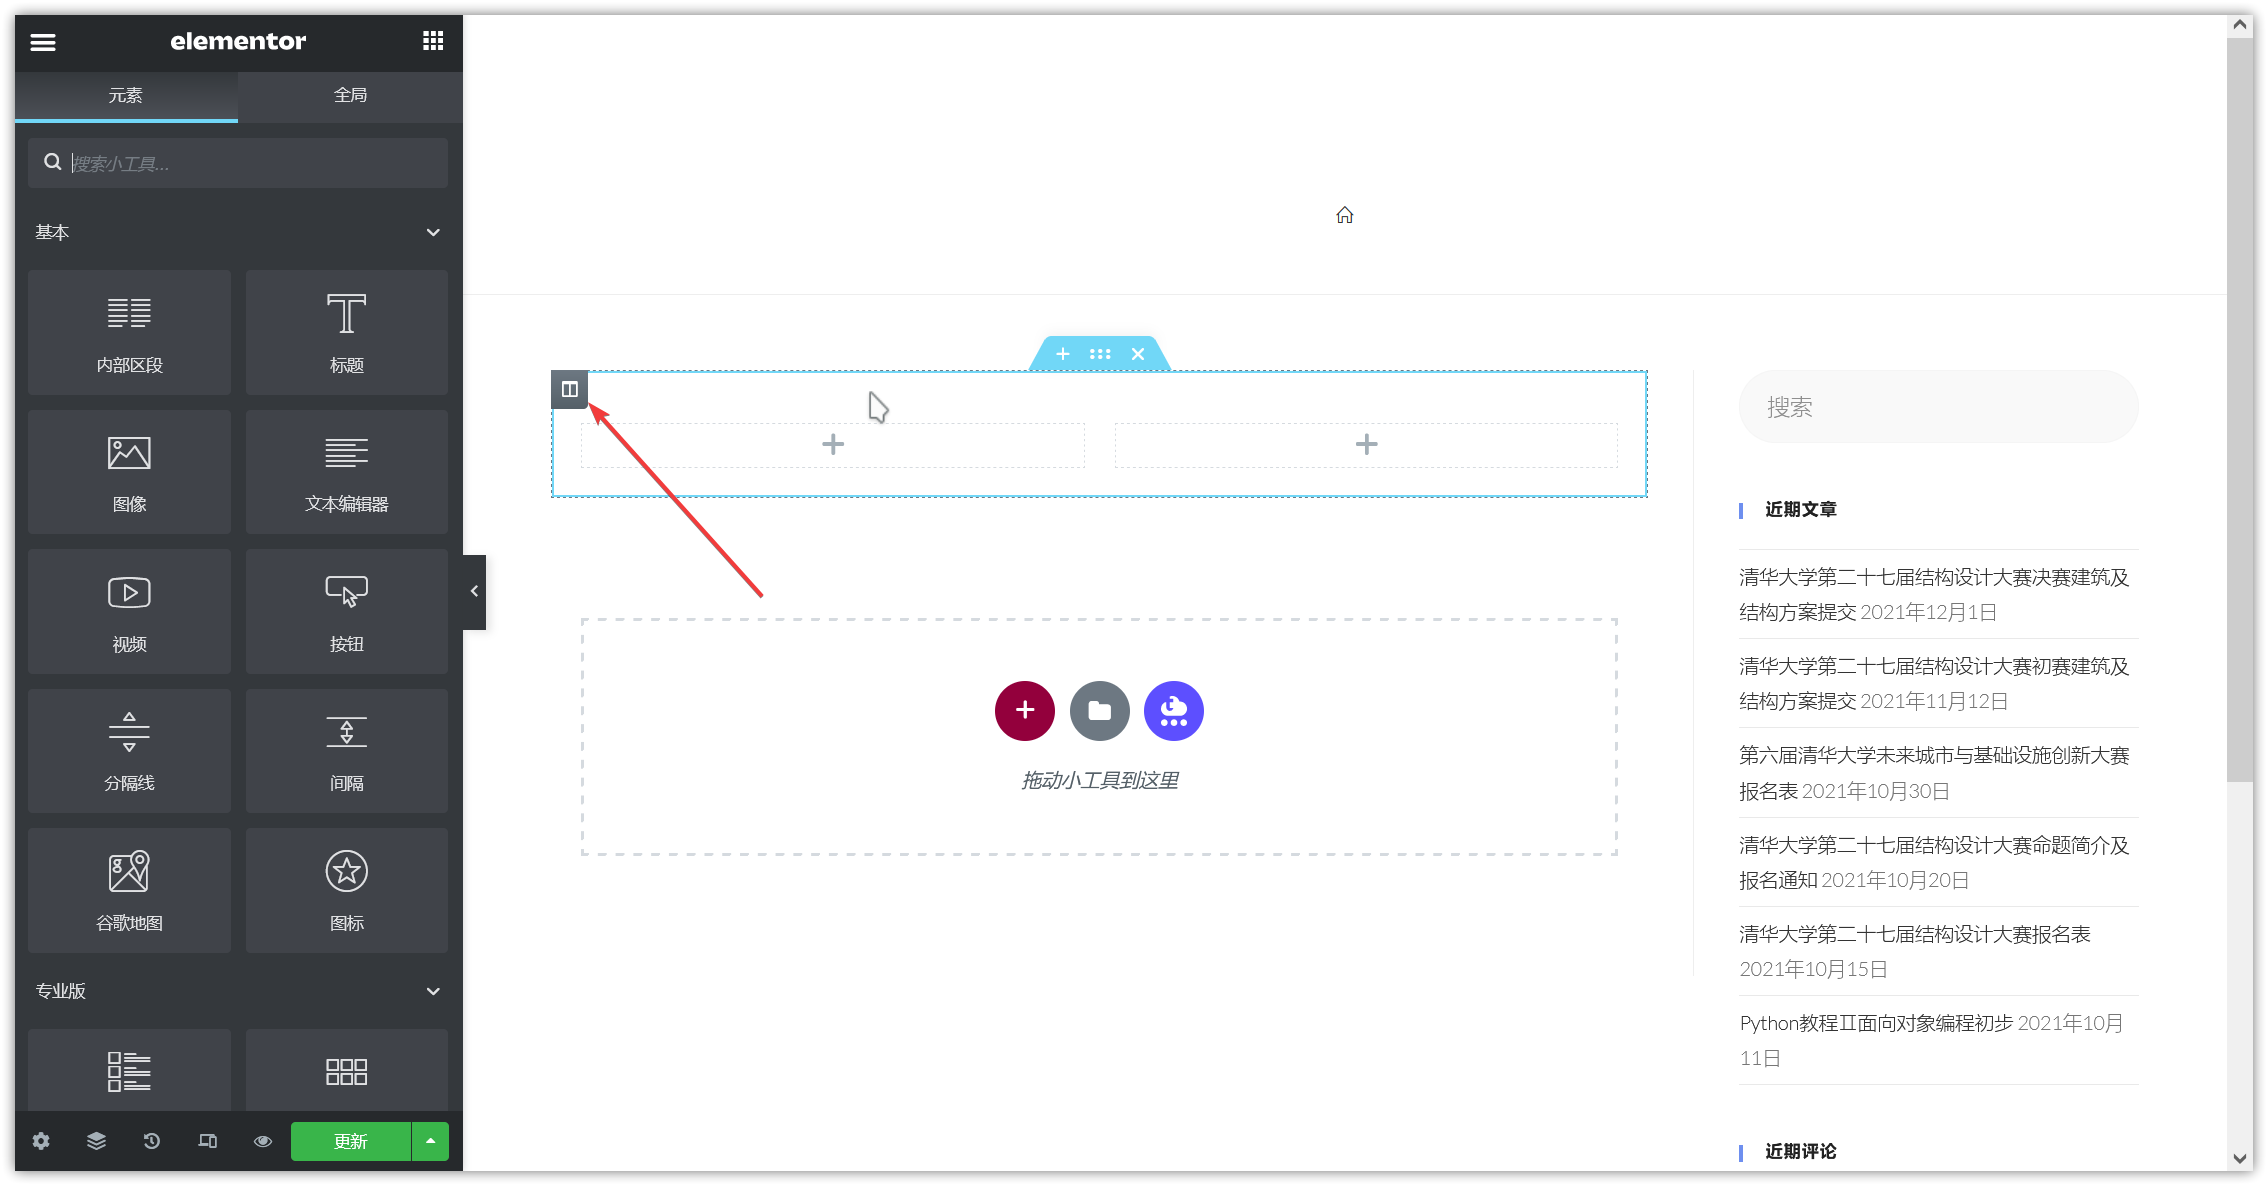 elementor
元素
全局
搜索小工具...
基本
内部区段
标题
图像
文本编辑器
视频
按钮
分隔线
间隔
谷歌地图
图标
专业版
更新
拖动小工具到这里
搜索
近期文章
清华大学第二十七届结构设计大赛决赛建筑及
结构方案提交 2021年12月1日
清华大学第二十七届结构设计大赛初赛建筑及
结构方案提交 2021年11月12日
第六届清华大学未来城市与基础设施创新大赛
报名表 2021年10月30日
清华大学第二十七届结构设计大赛命题简介及
报名通知 2021年10月20日
清华大学第二十七届结构设计大赛报名表
2021年10月15日
Python教程Ⅱ面向对象编程初步 2021年10月
11日
近期评论